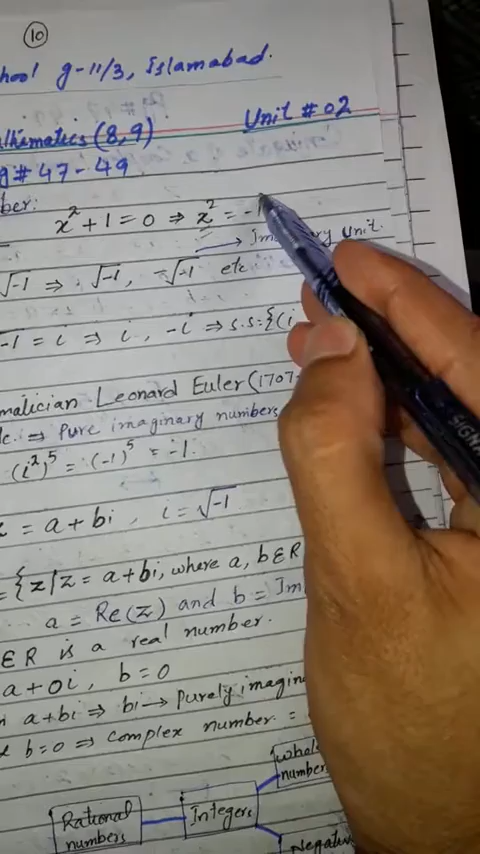 10
hool g-11/3, Islamabad.
Unit # 02
athematics (8,9)
g# 47-49
ber:
x² + 1 = 0 ⇒ x² = -1
→ Imaginary Unit.
√-1 ⇒ √-1, -√-1 etc
-1 = i ⇒ i, -i ⇒ S.S={(i
matician Leonard Euler (1707-
c. ⇒ Pure imaginary numbers
(i²)⁵ = (-1)⁵ = -1.
z = a + bi, i = √-1
= {z/z = a+bi, where a, b∈R
a = Re(z) and b = Im
∈R is a real number.
a+0i, b=0
a+bi ⇒ bi → Purely imagin
b=0 ⇒ complex number. =
Whole
numbers
Rational
numbers
Integers
Negative
SIGNA